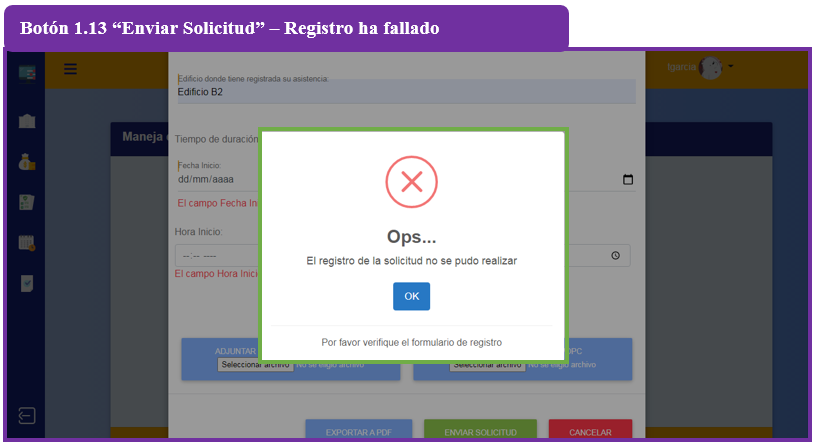 Botón 1.13 “Enviar Solicitud” – Registro ha fallado
tgarcia
Edificio donde tiene registrada su asistencia:
Edificio B2
Maneja
Tiempo de duración
Fecha Inicio:
dd/mm/aaaa
El campo Fecha In
Hora Inicio:
--:-- ----
El campo Hora Inici
Ops...
El registro de la solicitud no se pudo realizar
OK
Por favor verifique el formulario de registro
ADJUNTAR
Seleccionar archivo No se eligió archivo
Seleccionar archivo No se eligió archivo
EXPORTAR A PDF
ENVIAR SOLICITUD
CANCELAR